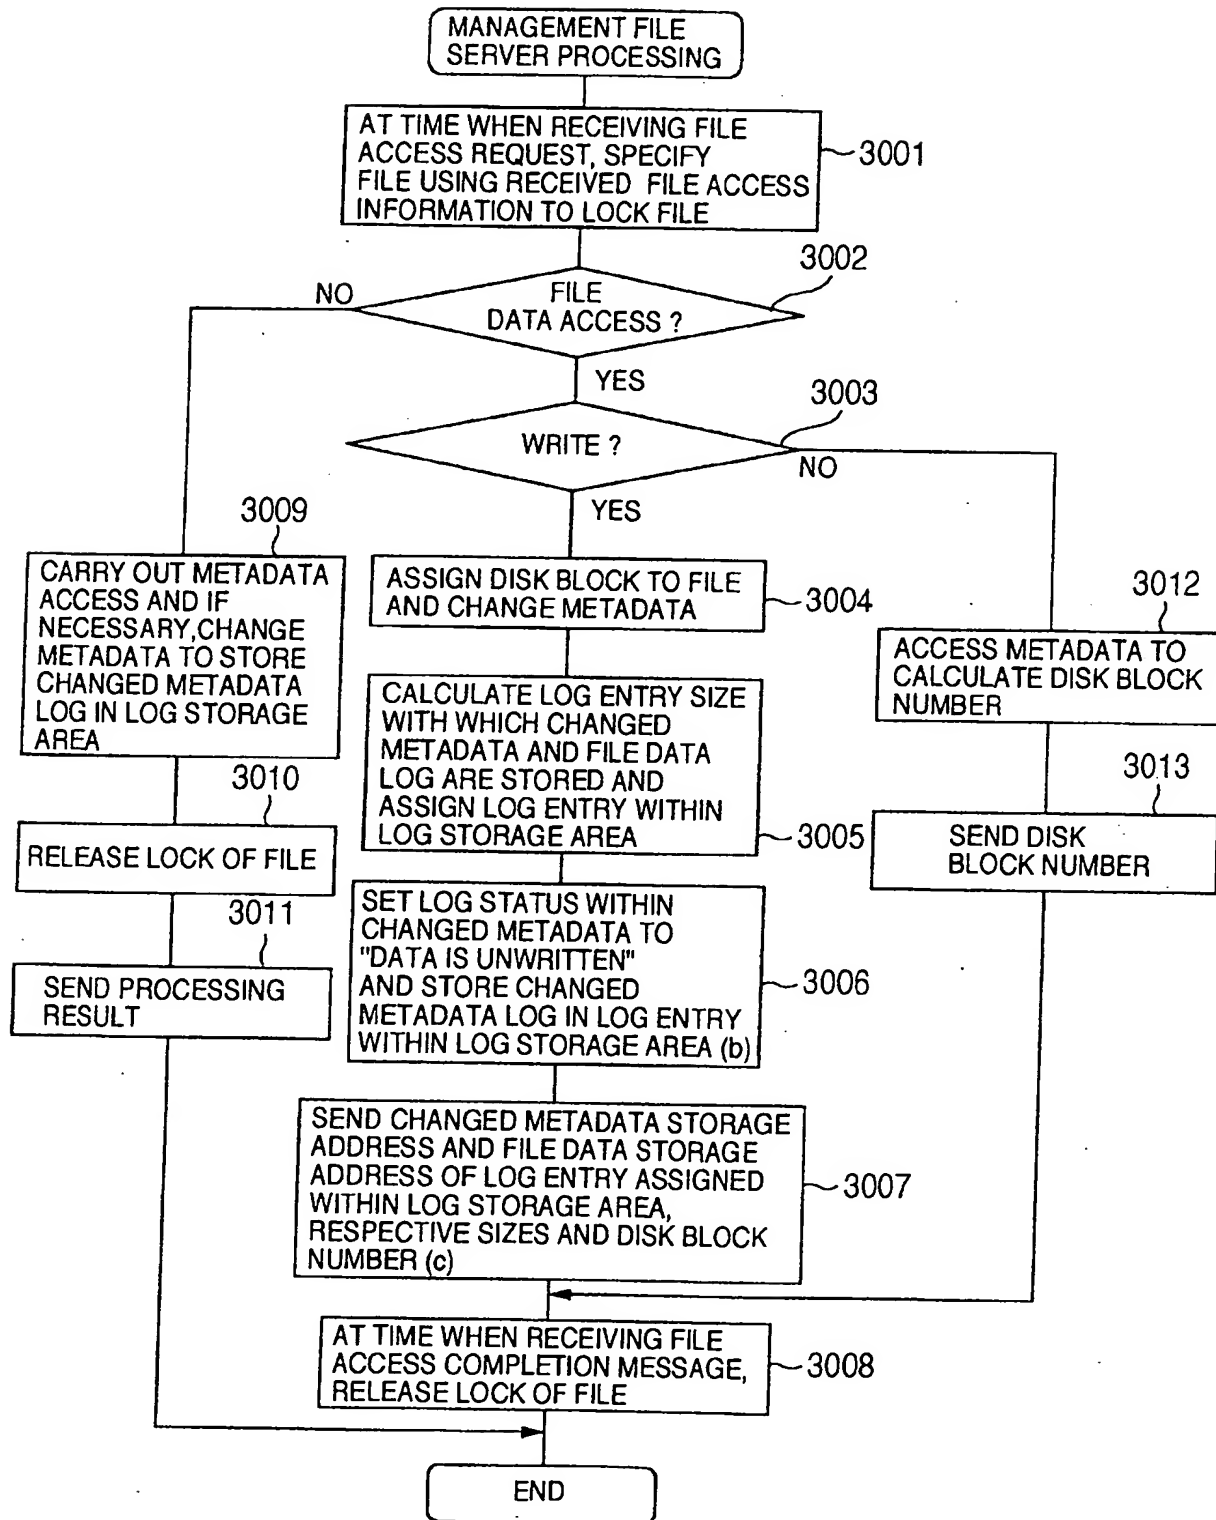 MANAGEMENT FILE
SERVER PROCESSING
AT TIME WHEN RECEIVING FILE
ACCESS REQUEST, SPECIFY
FILE USING RECEIVED FILE ACCESS
INFORMATION TO LOCK FILE
3001
3002
NO
FILE
DATA ACCESS ?
YES
3003
WRITE ?
NO
YES
3009
CARRY OUT METADATA
ACCESS AND IF
NECESSARY,CHANGE
METADATA TO STORE
CHANGED METADATA
LOG IN LOG STORAGE
AREA
3010
RELEASE LOCK OF FILE
3011
SEND PROCESSING
RESULT
ASSIGN DISK BLOCK TO FILE
AND CHANGE METADATA
3004
CALCULATE LOG ENTRY SIZE
WITH WHICH CHANGED
METADATA AND FILE DATA
LOG ARE STORED AND
ASSIGN LOG ENTRY WITHIN
LOG STORAGE AREA
3005
SET LOG STATUS WITHIN
CHANGED METADATA TO
"DATA IS UNWRITTEN"
AND STORE CHANGED
METADATA LOG IN LOG ENTRY
WITHIN LOG STORAGE AREA (b)
3006
SEND CHANGED METADATA STORAGE
ADDRESS AND FILE DATA STORAGE
ADDRESS OF LOG ENTRY ASSIGNED
WITHIN LOG STORAGE AREA,
RESPECTIVE SIZES AND DISK BLOCK
NUMBER (c)
3007
3012
ACCESS METADATA TO
CALCULATE DISK BLOCK
NUMBER
3013
SEND DISK
BLOCK NUMBER
AT TIME WHEN RECEIVING FILE
ACCESS COMPLETION MESSAGE,
RELEASE LOCK OF FILE
3008
END